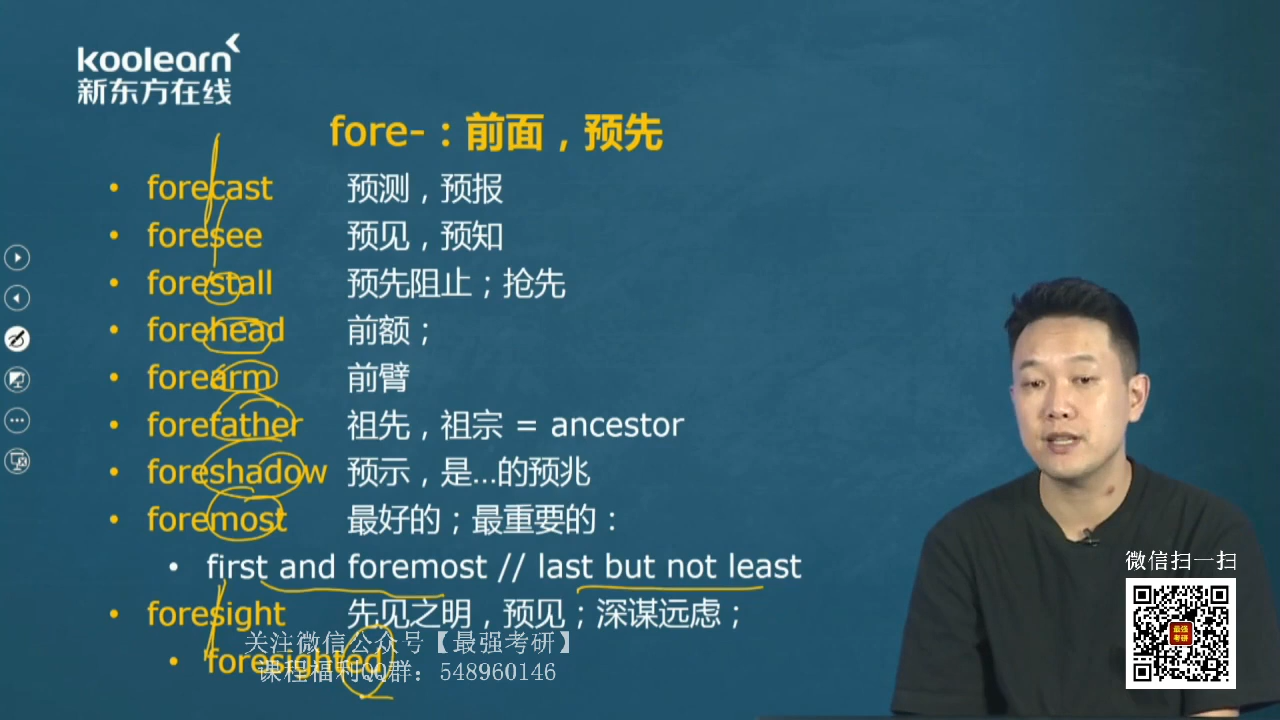 koolearn
新东方在线
fore-：前面，预先
• forecast 预测，预报
• foresee 预见，预知
• forestall 预先阻止；抢先
• forehead 前额；
• forearm 前臂
• forefather 祖先，祖宗 = ancestor
• foreshadow 预示，是...的预兆
• foremost 最好的；最重要的：
• first and foremost // last but not least
• foresight 先见之明，预见；深谋远虑；
• foresighted
关注微信公众号【最强考研】
课程福利QQ群：548960146
微信扫一扫
最强
考研